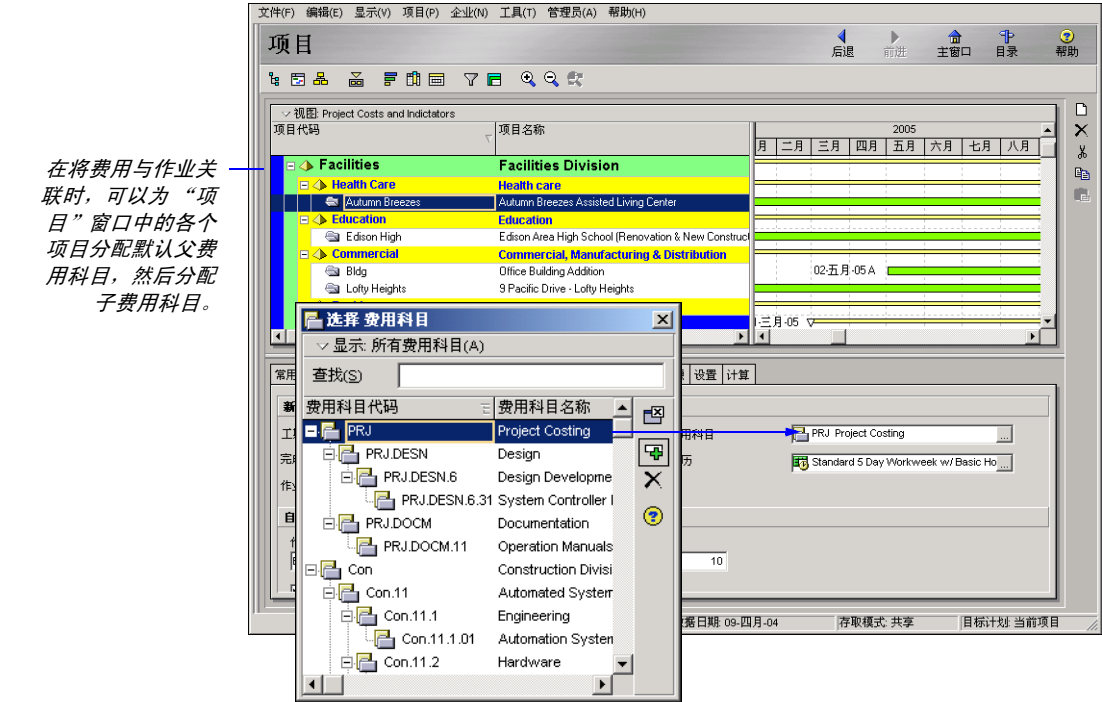 文件(F) 编辑(E) 显示(V) 项目(P) 企业(N) 工具(T) 管理员(A) 帮助(H)
项目
后退 前进 主窗口 目录 帮助
视图: Project Costs and Indictators
项目代码 项目名称
2005
月 二月 三月 四月 五月 六月 七月 八月
在将费用与作业关
联时，可以为“项
目”窗口中的各个
项目分配默认父费
用科目，然后分配
子费用科目。
Facilities Facilities Division
Health Care Health care
Autumn Breezes Autumn Breezes Assisted Living Center
Education Education
Edison High Edison Area High School (Renovation & New Construct
Commercial Commercial, Manufacturing & Distribution
Bldg Office Building Addition 02-五月-05 A
Lofty Heights 9 Pacific Drive - Lofty Heights
-三月-05
选择 费用科目
显示: 所有费用科目(A)
查找(S)
费用科目代码 费用科目名称
PRJ Project Costing
PRJ.DESN Design
PRJ.DESN.6 Design Developme
PRJ.DESN.6.31 System Controller I
PRJ.DOCM Documentation
PRJ.DOCM.11 Operation Manuals
Con Construction Divisi
Con.11 Automated System
Con.11.1 Engineering
Con.11.1.01 Automation System
Con.11.2 Hardware
常用 设置 计算
新
用科目 PRJ Project Costing ...
完成 历 Standard 5 Day Workweek w/ Basic Ho ...
作业
自
10
据日期: 09-四月-04 存取模式: 共享 目标计划: 当前项目